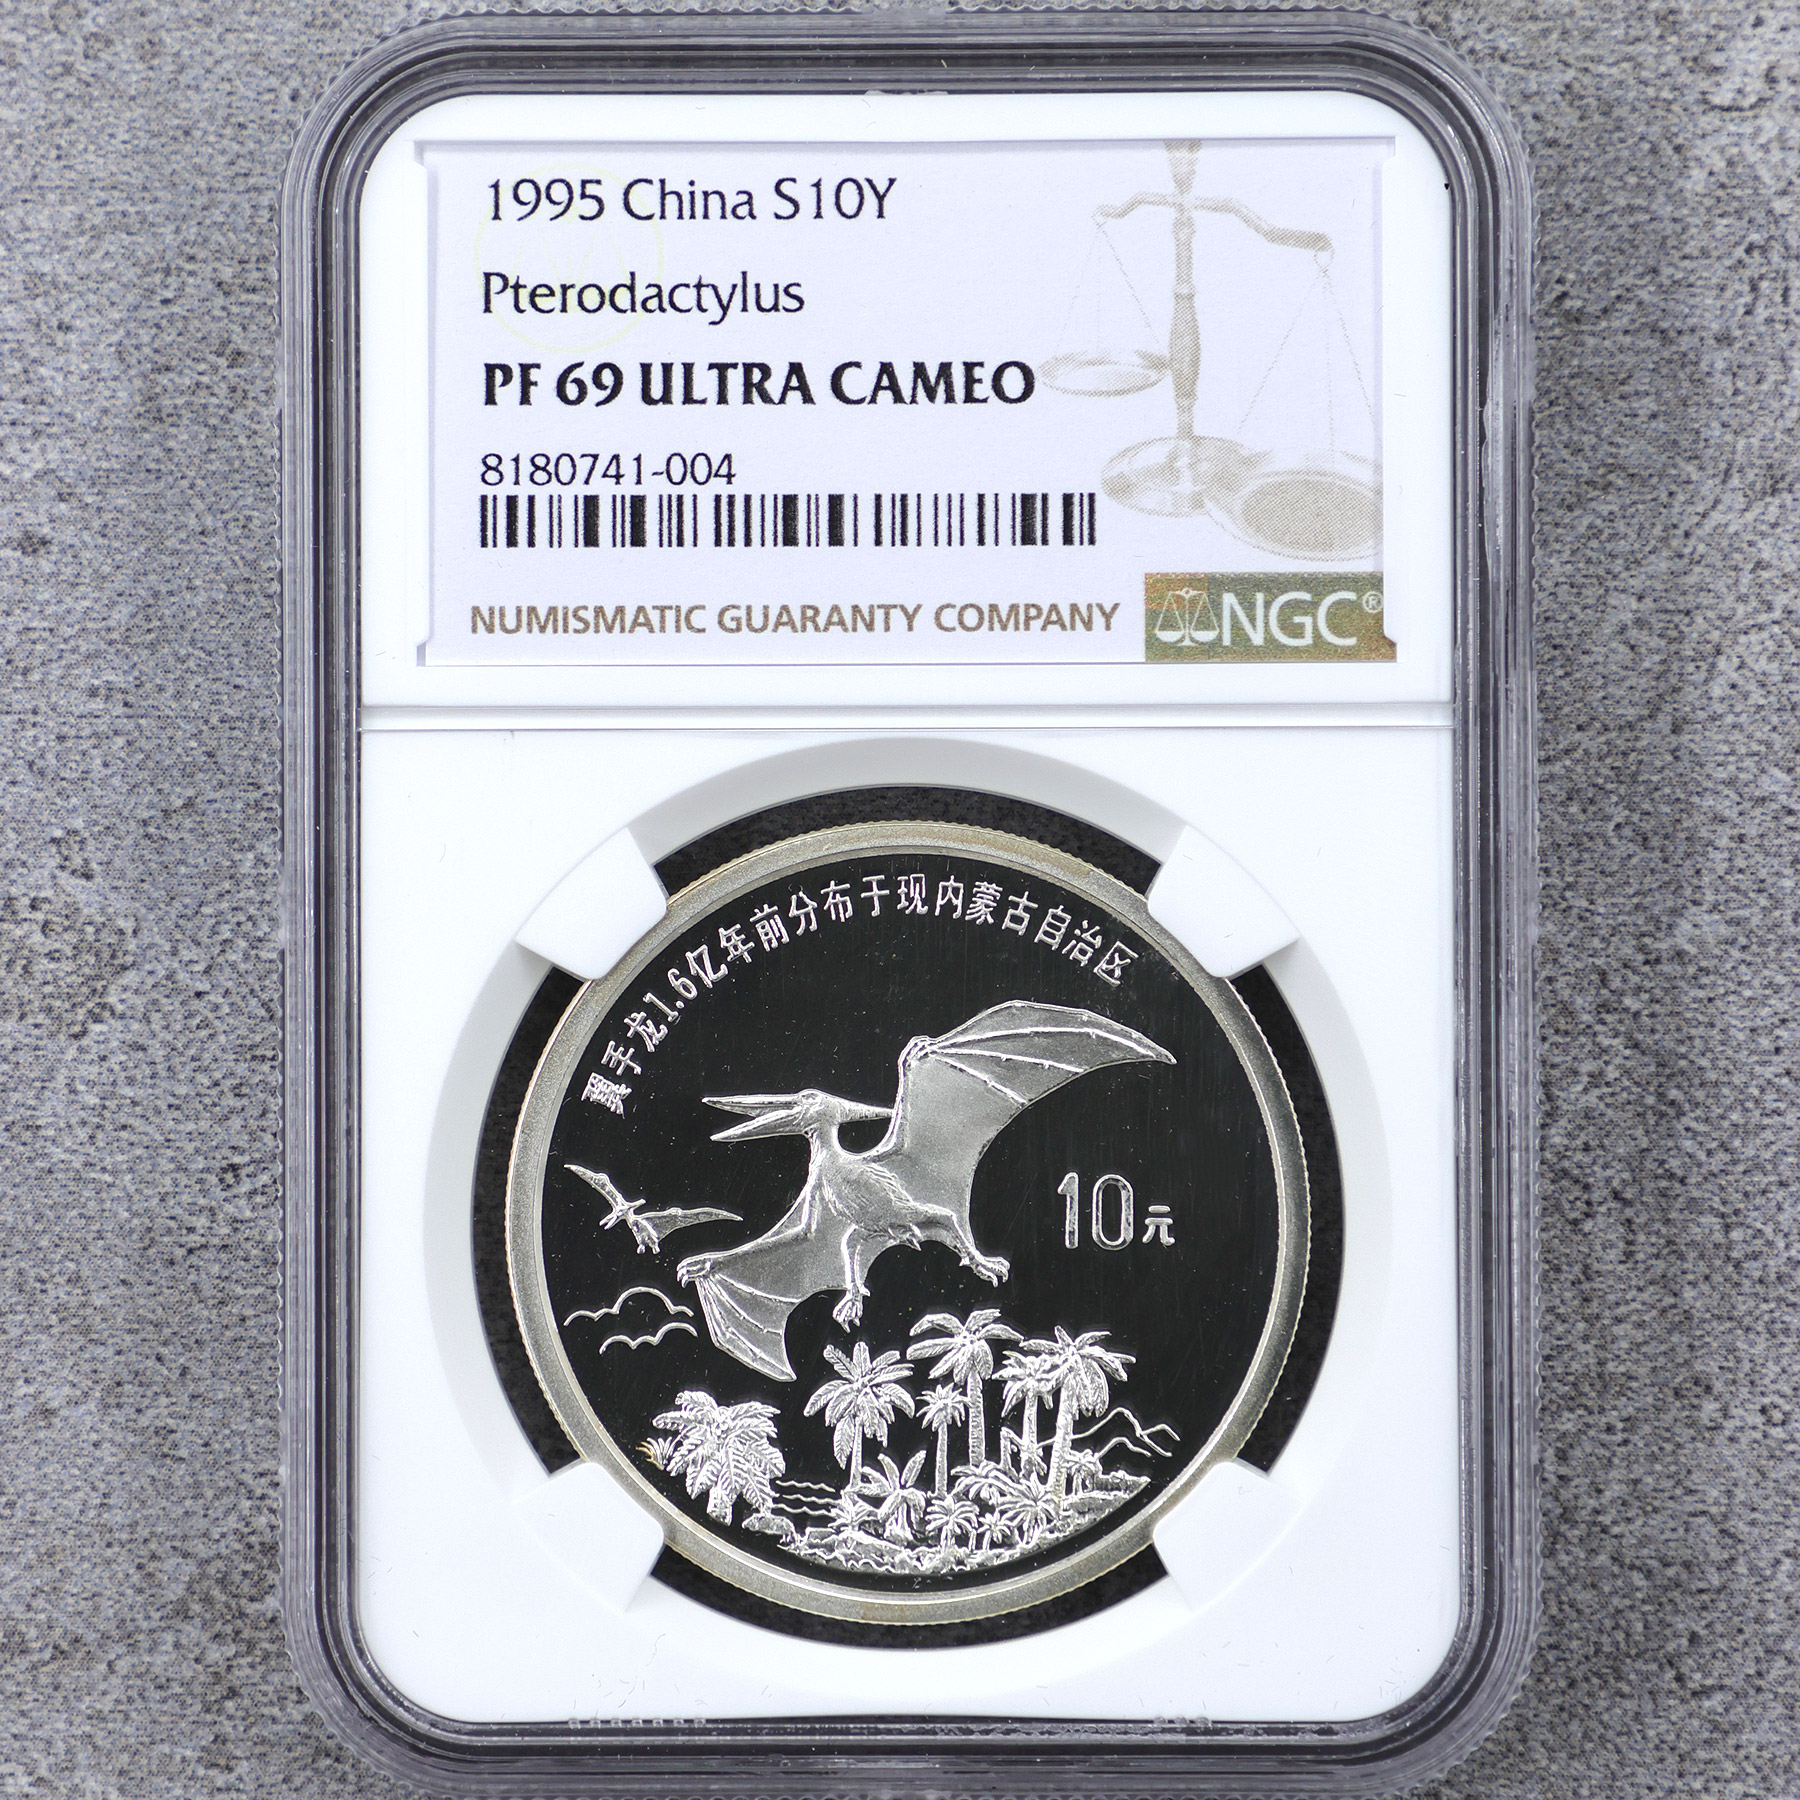 1995 China S10Y
Pterodactylus
PF 69 ULTRA CAMEO
8180741-004
NUMISMATIC GUARANTY COMPANY
NGC®
翼手龙1.6亿年前分布于现内蒙古自治区
10元